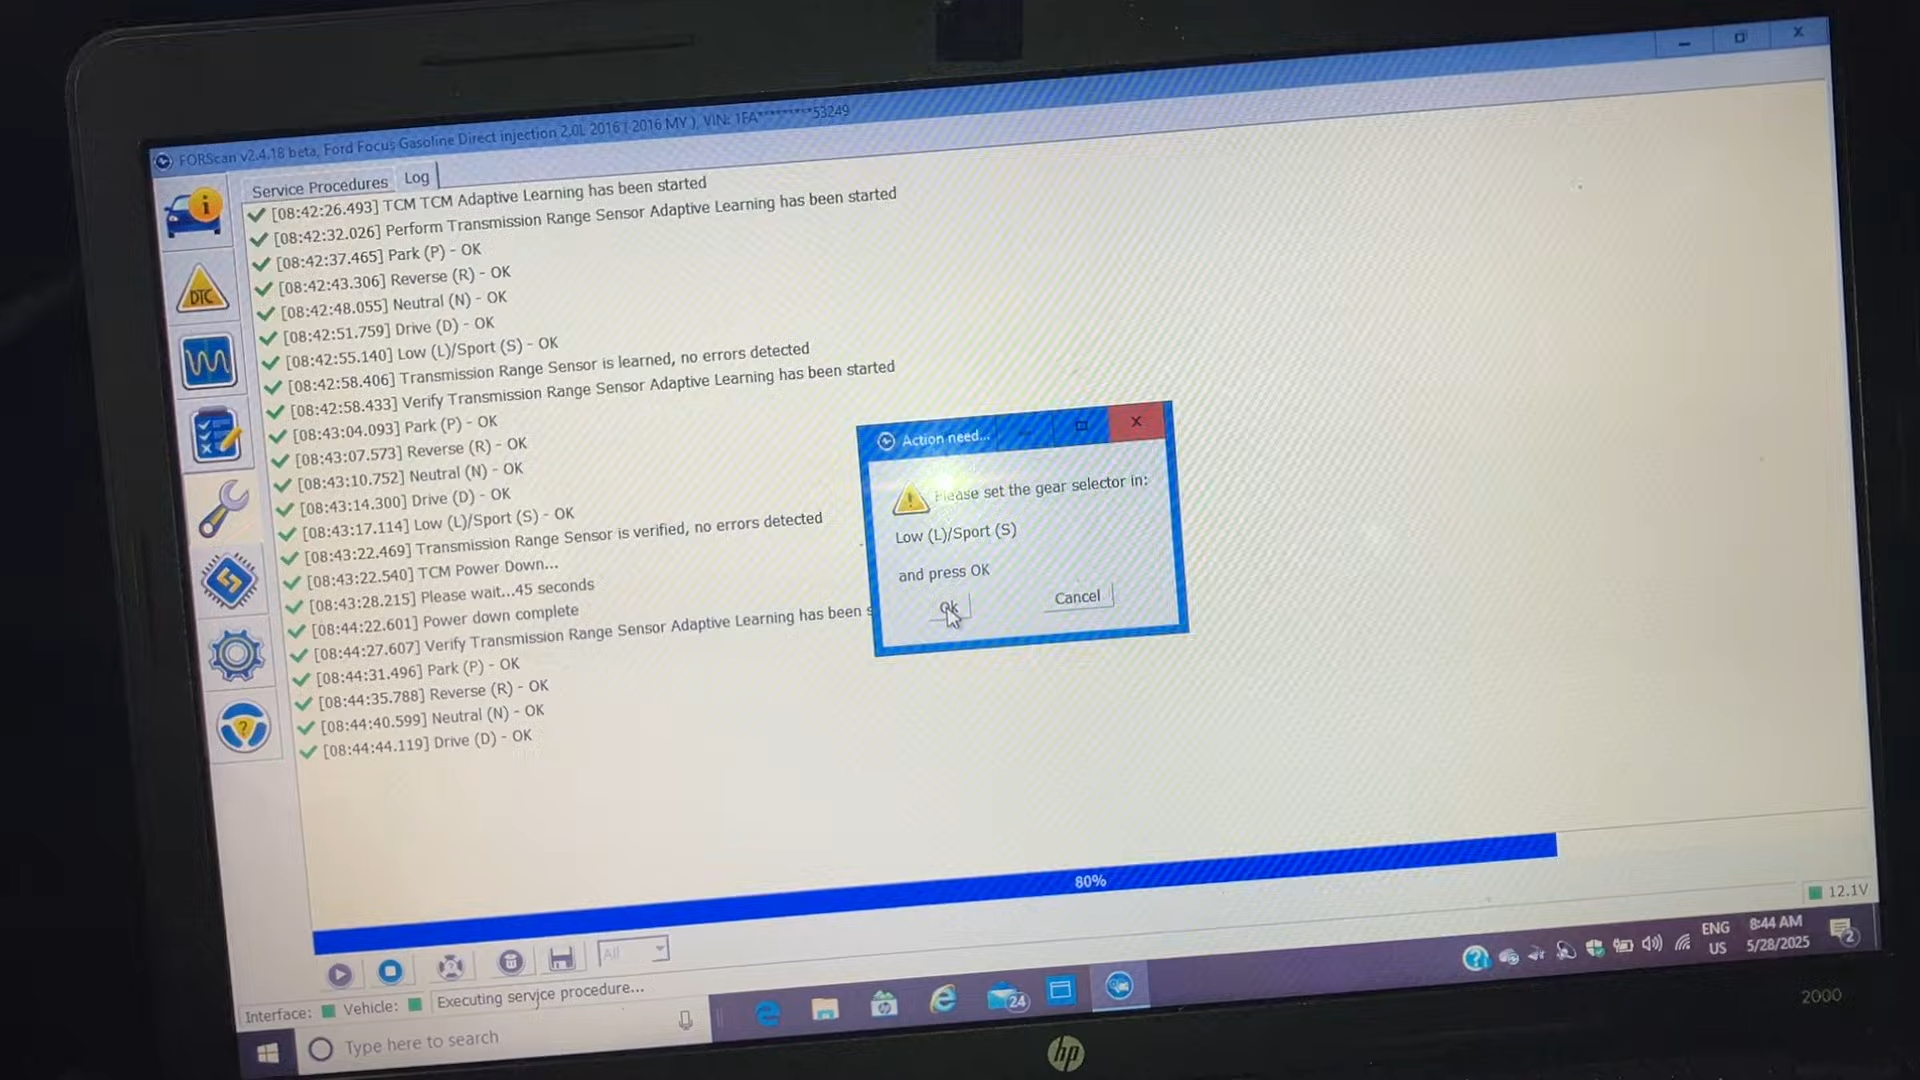 FORScan v2.4.18 beta, Ford Focus Gasoline Direct injection 2.0L 2016 ( 2016 MY ), VIN: 1FA*********53249
Service Procedures
Log
DTC
[08:42:26.493] TCM TCM Adaptive Learning has been started
[08:42:32.026] Perform Transmission Range Sensor Adaptive Learning has been started
[08:42:37.465] Park (P) - OK
[08:42:43.306] Reverse (R) - OK
[08:42:48.055] Neutral (N) - OK
[08:42:51.759] Drive (D) - OK
[08:42:55.140] Low (L)/Sport (S) - OK
[08:42:58.406] Transmission Range Sensor is learned, no errors detected
[08:42:58.433] Verify Transmission Range Sensor Adaptive Learning has been started
[08:43:04.093] Park (P) - OK
[08:43:07.573] Reverse (R) - OK
[08:43:10.752] Neutral (N) - OK
[08:43:14.300] Drive (D) - OK
[08:43:17.114] Low (L)/Sport (S) - OK
[08:43:22.469] Transmission Range Sensor is verified, no errors detected
[08:43:22.540] TCM Power Down...
[08:43:28.215] Please wait...45 seconds
[08:44:22.601] Power down complete
[08:44:27.607] Verify Transmission Range Sensor Adaptive Learning has been s
[08:44:31.496] Park (P) - OK
[08:44:35.788] Reverse (R) - OK
[08:44:40.599] Neutral (N) - OK
[08:44:44.119] Drive (D) - OK
Action need...
Please set the gear selector in:
Low (L)/Sport (S)
and press OK
Ok
Cancel
80%
12.1V
All
Interface:
Vehicle:
Executing service procedure...
Type here to search
24
ENG
US
8:44 AM
5/28/2025
2
2000
hp